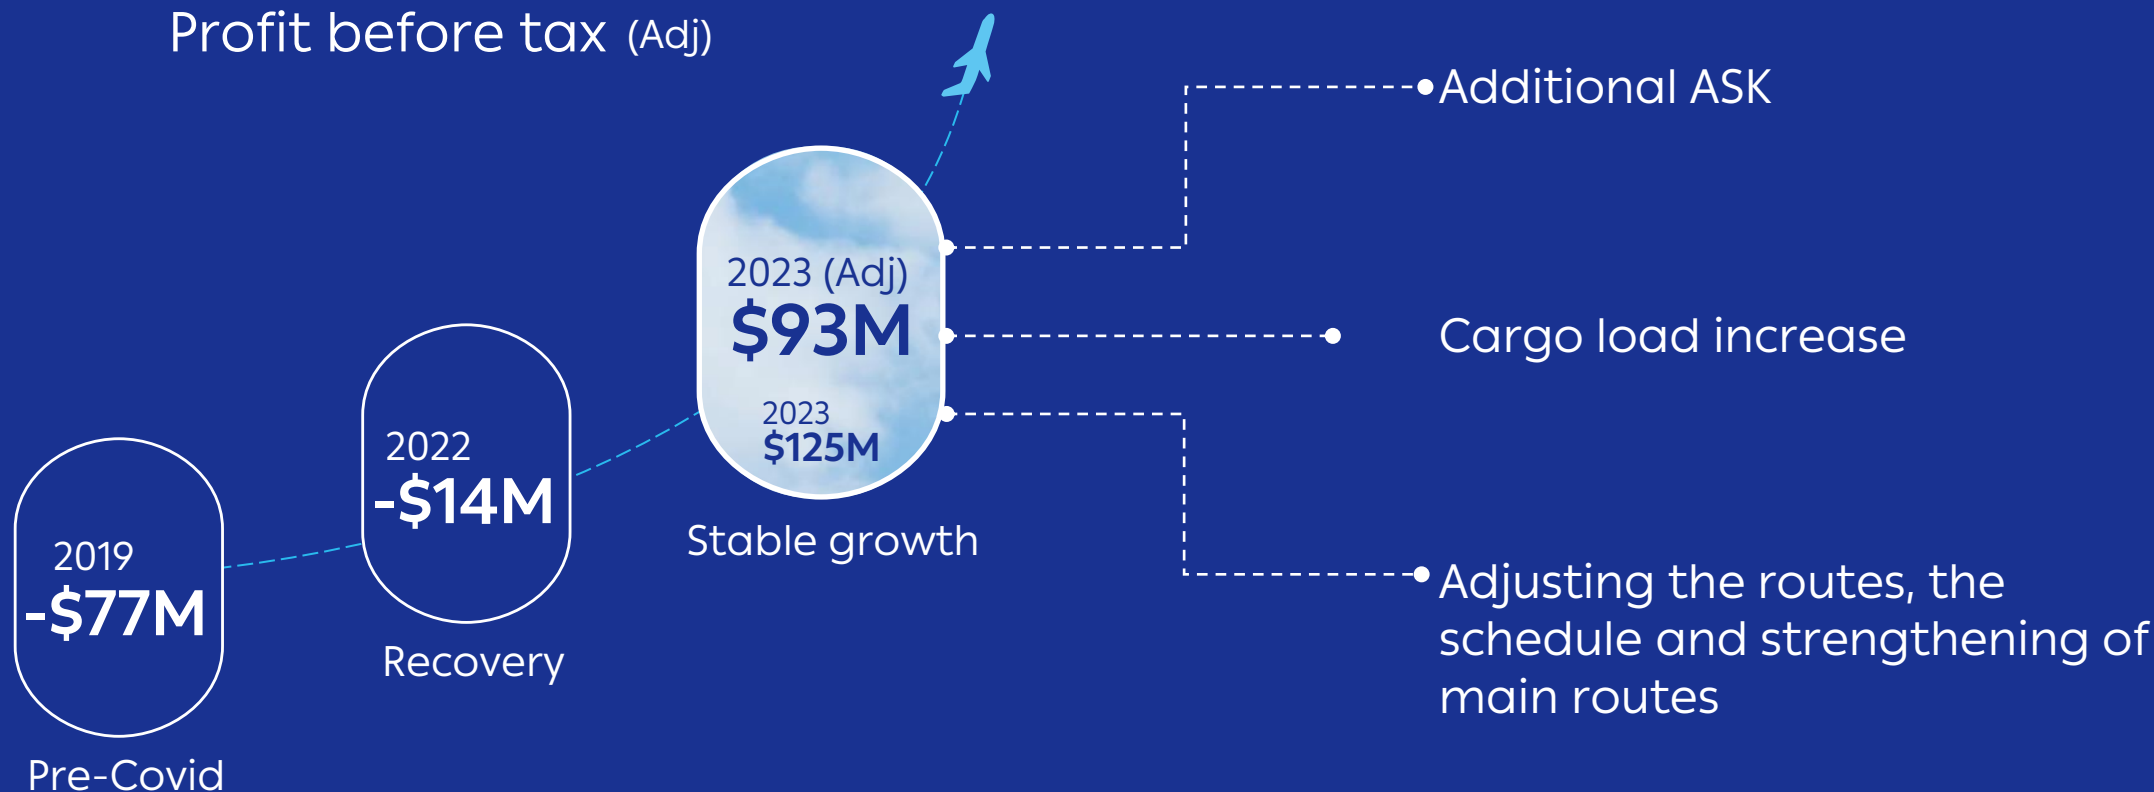 Profit before tax (Adj)
2019
-$77M
Pre-Covid
2022
-$14M
Recovery
2023 (Adj)
$93M
2023
$125M
Stable growth
Additional ASK
Cargo load increase
Adjusting the routes, the
schedule and strengthening of
main routes